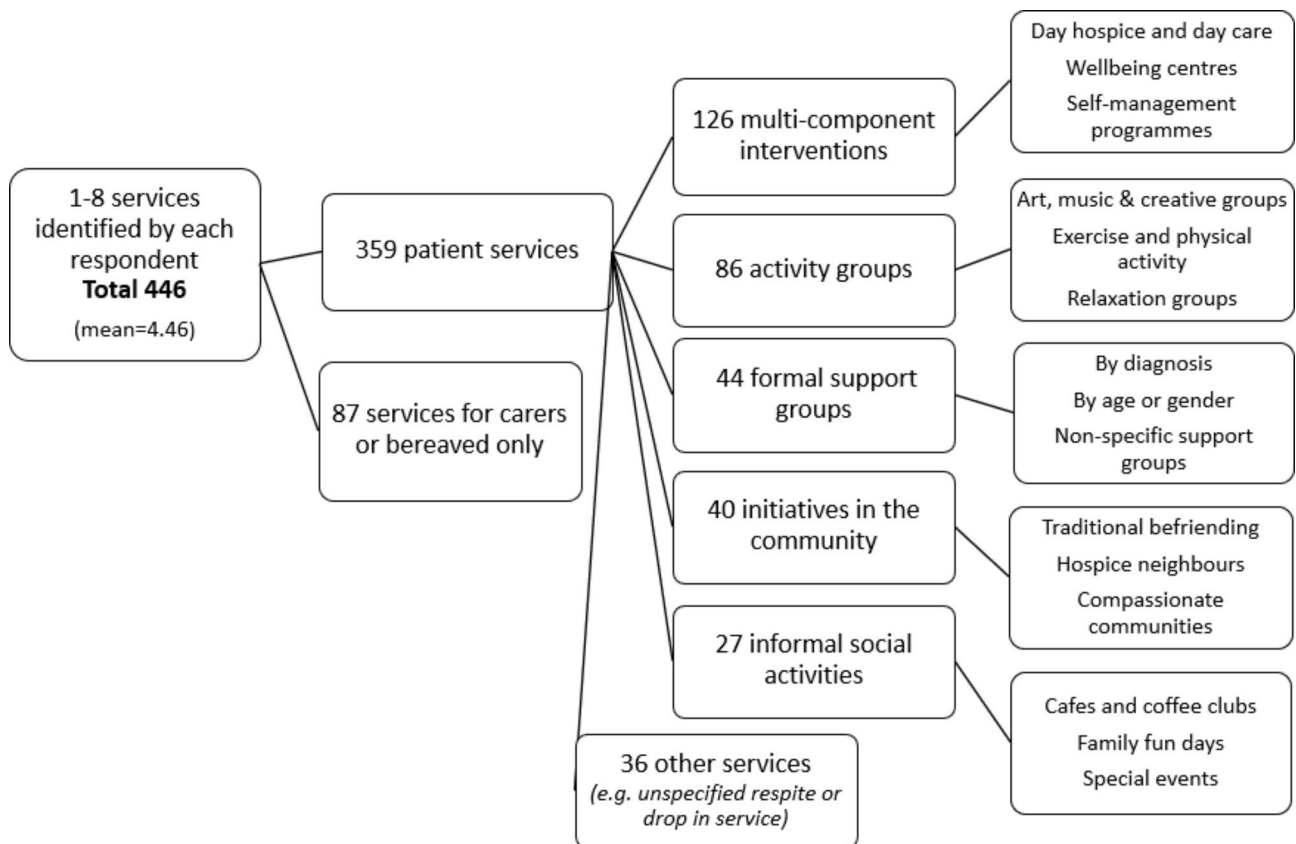 1-8 services
identified by each
respondent
Total 446
(mean=4.46)
359 patient services
87 services for carers
or bereaved only
126 multi-component
interventions
86 activity groups
44 formal support
groups
40 initiatives in the
community
27 informal social
activities
36 other services
(e.g. unspecified respite or
drop in service)
Day hospice and day care
Wellbeing centres
Self-management
programmes
Art, music & creative groups
Exercise and physical
activity
Relaxation groups
By diagnosis
By age or gender
Non-specific support
groups
Traditional befriending
Hospice neighbours
Compassionate
communities
Cafes and coffee clubs
Family fun days
Special events